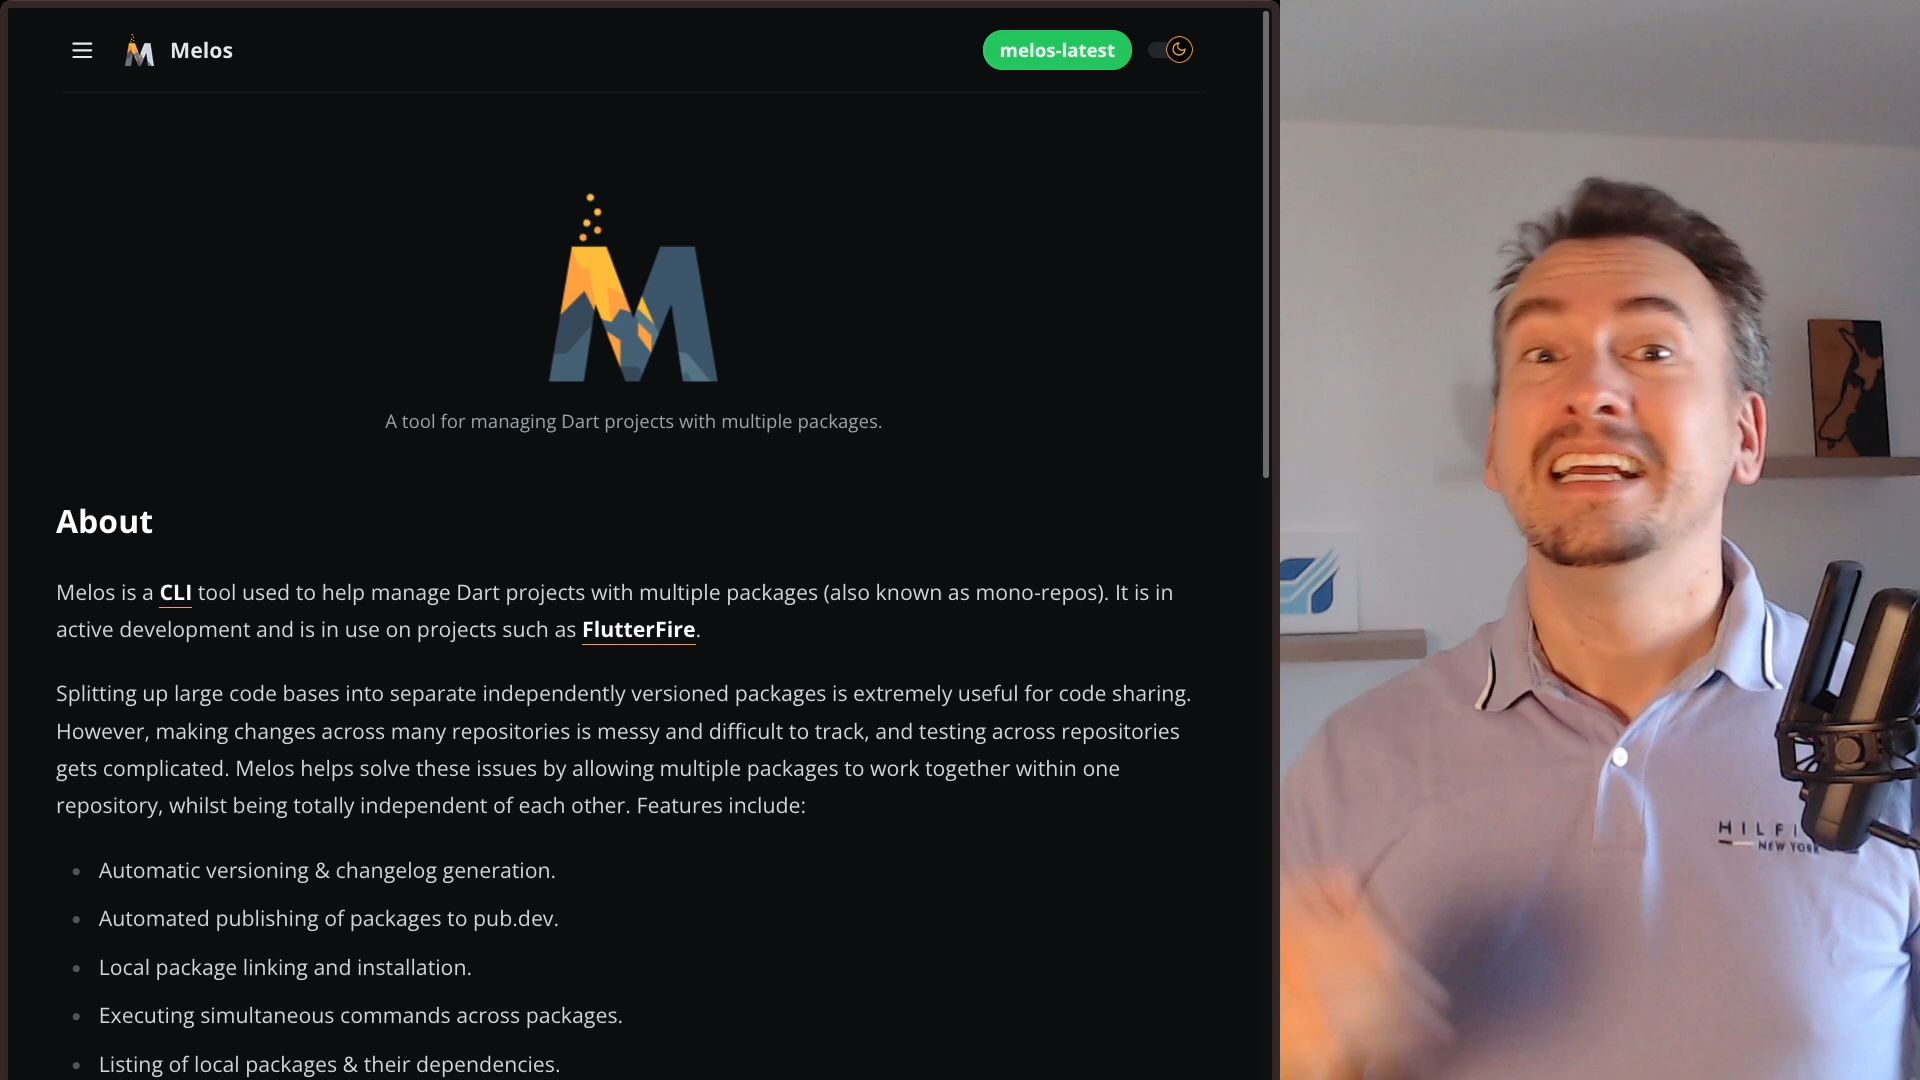 Melos
melos-latest
A tool for managing Dart projects with multiple packages.
About
Melos is a CLI tool used to help manage Dart projects with multiple packages (also known as mono-repos). It is in
active development and is in use on projects such as FlutterFire.
Splitting up large code bases into separate independently versioned packages is extremely useful for code sharing.
However, making changes across many repositories is messy and difficult to track, and testing across repositories
gets complicated. Melos helps solve these issues by allowing multiple packages to work together within one
repository, whilst being totally independent of each other. Features include:
Automatic versioning & changelog generation.
Automated publishing of packages to pub.dev.
Local package linking and installation.
Executing simultaneous commands across packages.
Listing of local packages & their dependencies.
HILFI
NEW YORK